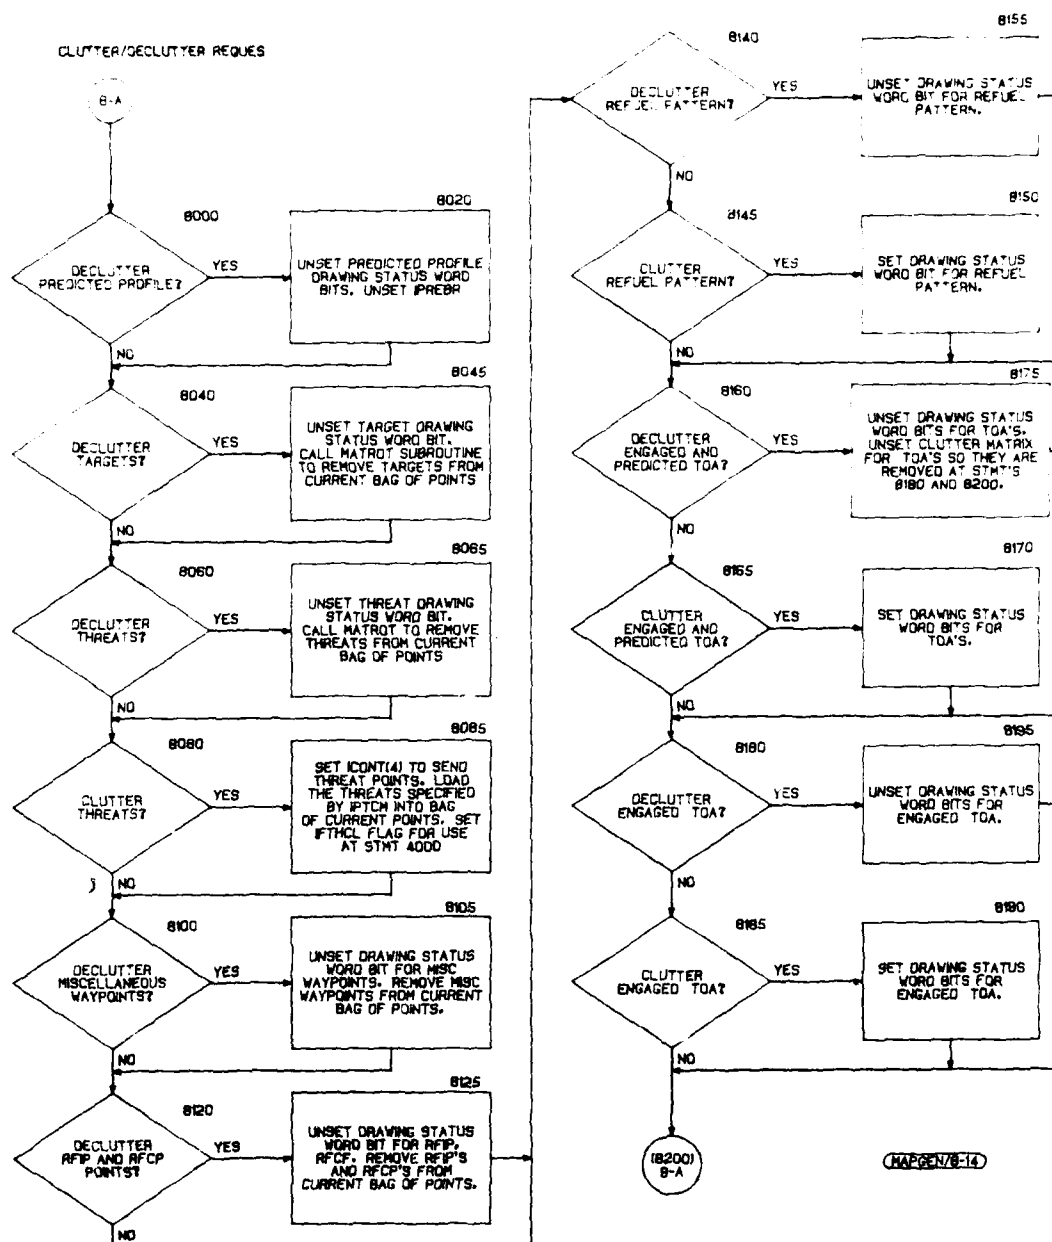 CLUTTER/DECLUTTER REQUES
8-A
8000
DECLUTTER
PREDICTED PROFILE?
YES
NO
8020
UNSET PREDICTED PROFILE
DRAWING STATUS WORD
BITS. UNSET IPREBR
8040
DECLUTTER
TARGETS?
YES
NO
8045
UNSET TARGET DRAWING
STATUS WORD BIT.
CALL MATROT SUBROUTINE
TO REMOVE TARGETS FROM
CURRENT BAG OF POINTS
8060
DECLUTTER
THREATS?
YES
NO
8065
UNSET THREAT DRAWING
STATUS WORD BIT.
CALL MATROT TO REMOVE
THREATS FROM CURRENT
BAG OF POINTS
8080
CLUTTER
THREATS?
YES
NO
8085
SET ICONT(4) TO SEND
THREAT POINTS. LOAD
THE THREATS SPECIFIED
BY IPTCM INTO BAG
OF CURRENT POINTS. SET
IFTHCL FLAG FOR USE
AT STMT 4000
8100
DECLUTTER
MISCELLANEOUS
WAYPOINTS?
YES
NO
8105
UNSET DRAWING STATUS
WORD BIT FOR MISC
WAYPOINTS. REMOVE MISC
WAYPOINTS FROM CURRENT
BAG OF POINTS.
8120
DECLUTTER
RFIP AND RFCP
POINTS?
YES
NO
8125
UNSET DRAWING STATUS
WORD BIT FOR RFIP,
RFCF. REMOVE RFIP'S
AND RFCP'S FROM
CURRENT BAG OF POINTS.
8140
DECLUTTER
REFUEL PATTERN?
YES
NO
8155
UNSET DRAWING STATUS
WORD BIT FOR REFUEL
PATTERN.
8145
CLUTTER
REFUEL PATTERN?
YES
NO
8150
SET DRAWING STATUS
WORD BIT FOR REFUEL
PATTERN.
8160
DECLUTTER
ENGAGED AND
PREDICTED TOA?
YES
NO
8175
UNSET DRAWING STATUS
WORD BITS FOR TOA'S.
UNSET CLUTTER MATRIX
FOR TOA'S SO THEY ARE
REMOVED AT STMT'S
8180 AND 8200.
8165
CLUTTER
ENGAGED AND
PREDICTED TOA?
YES
NO
8170
SET DRAWING STATUS
WORD BITS FOR
TOA'S.
8180
DECLUTTER
ENGAGED TOA?
YES
NO
8195
UNSET DRAWING STATUS
WORD BITS FOR
ENGAGED TOA.
8185
CLUTTER
ENGAGED TOA?
YES
NO
8190
SET DRAWING STATUS
WORD BITS FOR
ENGAGED TOA.
(8200)
8-A
MAPGEN/8-14